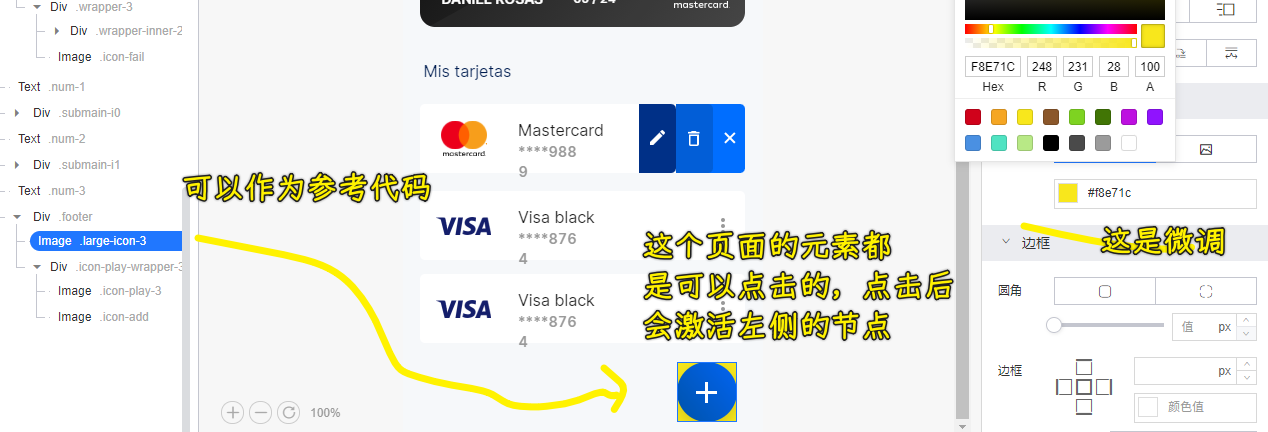 Div .wrapper-3
Div .wrapper-inner-2
Image .icon-fail
Text .num-1
Div .submain-i0
Text .num-2
Div .submain-i1
Text .num-3
Div .footer
Image .large-icon-3
Div .icon-play-wrapper-3
Image .icon-play-3
Image .icon-add
可以作为参考代码
DANIEL ROJAS
mastercard
Mis tarjetas
mastercard
Mastercard
****988
9
VISA
Visa black
****876
4
VISA
Visa black
****876
4
这个页面的元素都
是可以点击的，点击后
会激活左侧的节点
100%
F8E71C 248 231 28 100
Hex R G B A
#f8e71c
这是微调
边框
圆角
值 px
边框
px
颜色值